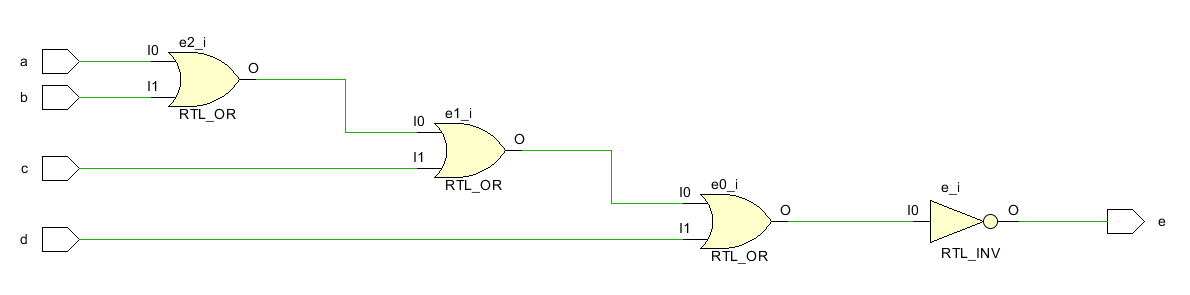 e2_i
a I0 O
b I1
RTL_OR
e1_i
I0 O
c I1
RTL_OR
e0_i
I0 O
d I1
RTL_OR
e_i
I0 O e
RTL_INV